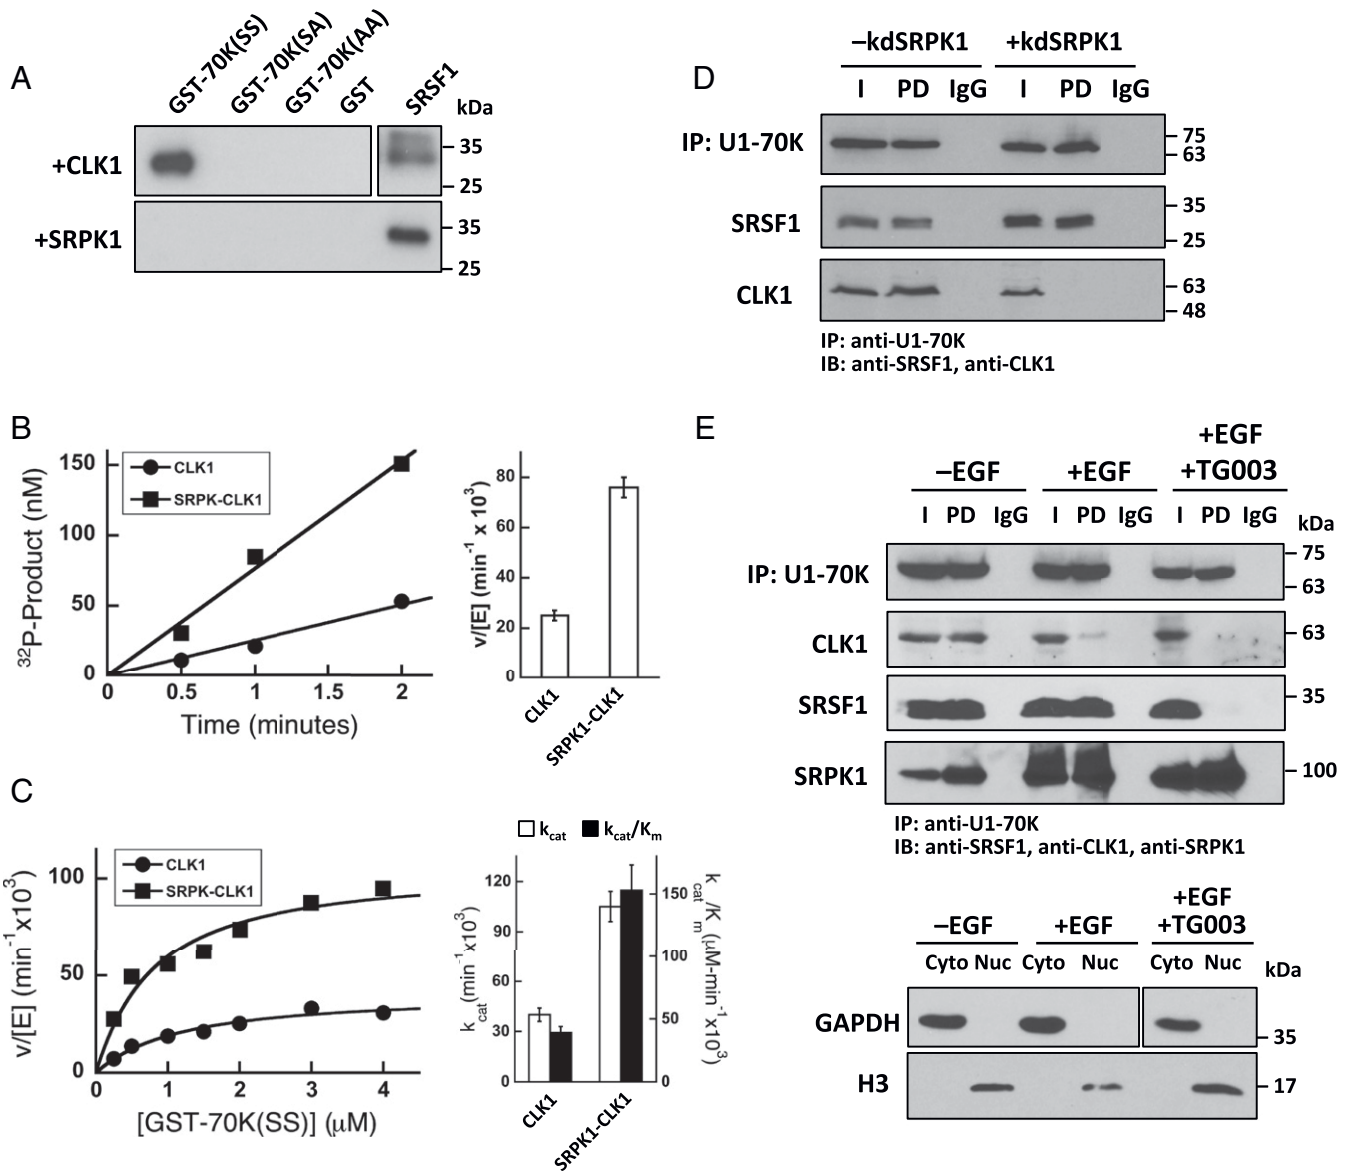 A
GST-70K(SS)
GST-70K(SA)
GST-70K(AA)
GST
SRSF1
kDa
+CLK1
35
25
+SRPK1
35
25
B
³²P-Product (nM)
150
100
50
0
CLK1
SRPK-CLK1
0 0.5 1 1.5 2
Time (minutes)
v/[E] (min⁻¹ x 10³)
80
60
40
20
0
CLK1
SRPK1-CLK1
C
v/[E] (min⁻¹x10³)
100
50
0
CLK1
SRPK-CLK1
0 1 2 3 4
[GST-70K(SS)] (μM)
kcat kcat/Km
kcat(min⁻¹x10³)
120
90
60
30
0
150
100
50
0
kcat/Km (μM-min⁻¹x10³)
CLK1
SRPK1-CLK1
D
–kdSRPK1 +kdSRPK1
I PD IgG I PD IgG
IP: U1-70K
75
63
SRSF1
35
25
CLK1
63
48
IP: anti-U1-70K
IB: anti-SRSF1, anti-CLK1
E
–EGF +EGF +EGF
+TG003
I PD IgG I PD IgG I PD IgG
kDa
IP: U1-70K
75
63
CLK1
63
SRSF1
35
SRPK1
100
IP: anti-U1-70K
IB: anti-SRSF1, anti-CLK1, anti-SRPK1
–EGF +EGF +EGF
+TG003
Cyto Nuc Cyto Nuc Cyto Nuc
kDa
GAPDH
35
H3
17